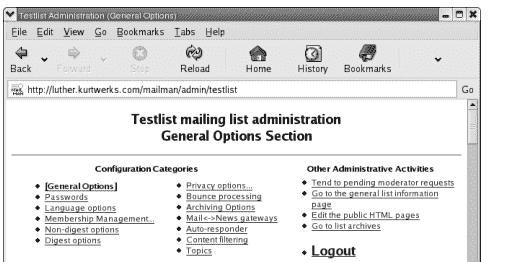 Testlist Administration (General Options)
File Edit View Go Bookmarks Tabs Help
Back Forward Stop Reload Home History Bookmarks
http://luther.kurtwerks.com/mailman/admin/testlist Go
Testlist mailing list administration
General Options Section
Configuration Categories
[General Options]
Passwords
Language options
Membership Management...
Non-digest options
Digest options
Privacy options...
Bounce processing
Archiving Options
Mail<->News gateways
Auto-responder
Content filtering
Topics
Other Administrative Activities
Tend to pending moderator requests
Go to the general list information
page
Edit the public HTML pages
Go to list archives
Logout